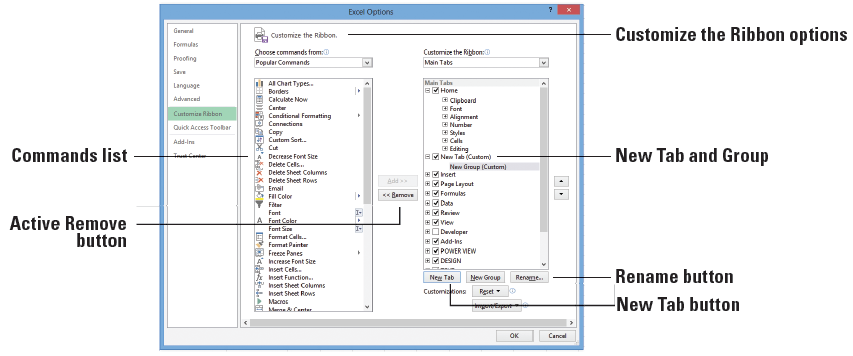 Excel Options
?
General
Formulas
Proofing
Save
Language
Advanced
Customize Ribbon
Quick Access Toolbar
Add-Ins
Trust Center
Customize the Ribbon.
Choose commands from:
Popular Commands
All Chart Types...
Borders
Calculate Now
Center
Conditional Formatting
Connections
Copy
Custom Sort...
Cut
Decrease Font Size
Delete Cells...
Delete Sheet Columns
Delete Sheet Rows
Email
Fill Color
Filter
Font
Font Color
Font Size
Format Cells...
Format Painter
Freeze Panes
Increase Font Size
Insert Cells...
Insert Function...
Insert Sheet Columns
Insert Sheet Rows
Macros
Merge & Center
Add >>
<< Remove
Customize the Ribbon:
Main Tabs
Main Tabs
Home
Clipboard
Font
Alignment
Number
Styles
Cells
Editing
New Tab (Custom)
New Group (Custom)
Insert
Page Layout
Formulas
Data
Review
View
Developer
Add-Ins
POWER VIEW
DESIGN
New Tab
New Group
Rename...
Customizations:
Reset
Import/Export
OK
Cancel
Commands list
Active Remove
button
Customize the Ribbon options
New Tab and Group
Rename button
New Tab button